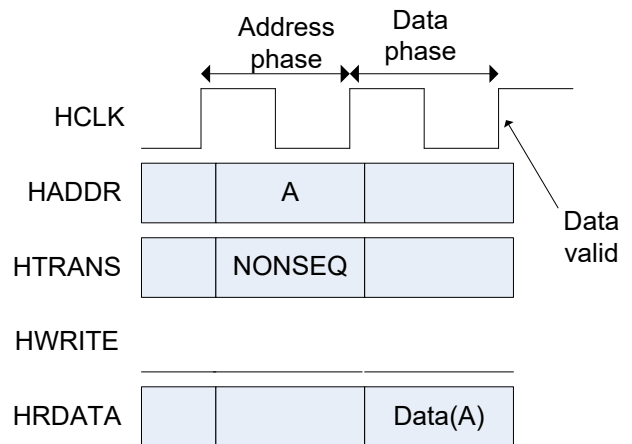 Address
phase
Data
phase
HCLK
HADDR
A
Data
valid
HTRANS
NONSEQ
HWRITE
HRDATA
Data(A)